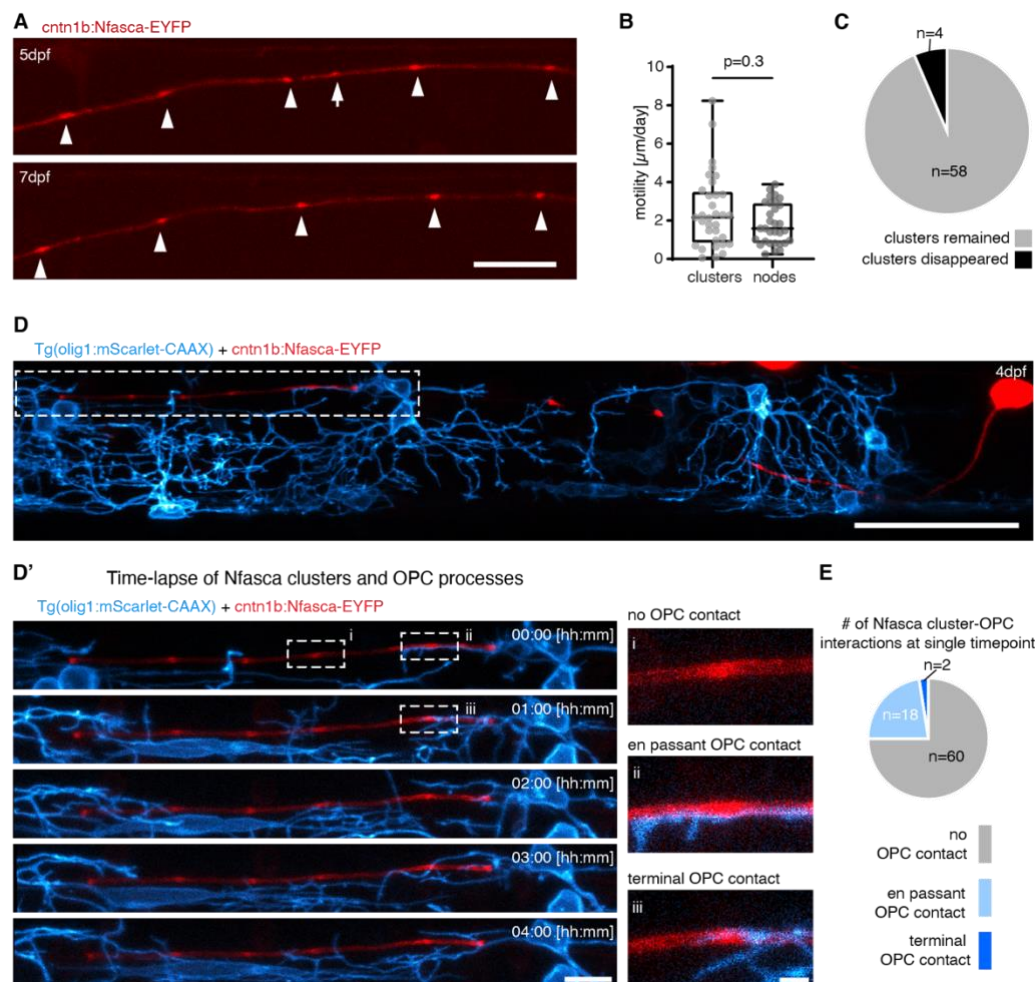 A
cntn1b:Nfasca-EYFP
5dpf
7dpf
B
p=0.3
motility [µm/day]
10
8
6
4
2
0
clusters
nodes
C
n=4
n=58
clusters remained
clusters disappeared
D
Tg(olig1:mScarlet-CAAX) + cntn1b:Nfasca-EYFP
4dpf
D'
Time-lapse of Nfasca clusters and OPC processes
Tg(olig1:mScarlet-CAAX) + cntn1b:Nfasca-EYFP
i
ii
00:00 [hh:mm]
iii
01:00 [hh:mm]
02:00 [hh:mm]
03:00 [hh:mm]
04:00 [hh:mm]
no OPC contact
i
en passant OPC contact
ii
terminal OPC contact
iii
E
# of Nfasca cluster-OPC
interactions at single timepoint
n=2
n=18
n=60
no
OPC contact
en passant
OPC contact
terminal
OPC contact